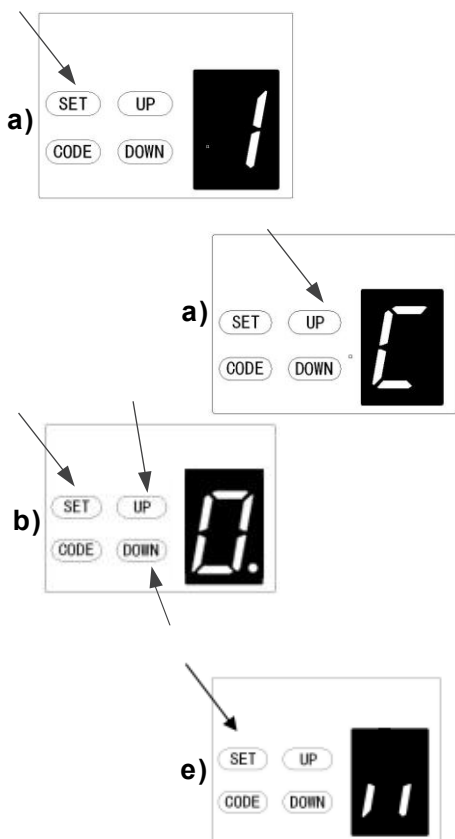 SET UP 1
a)
CODE DOWN
a)
SET UP C
CODE DOWN
SET UP 0.
b)
CODE DOWN
SET UP
e)
CODE DOWN 11